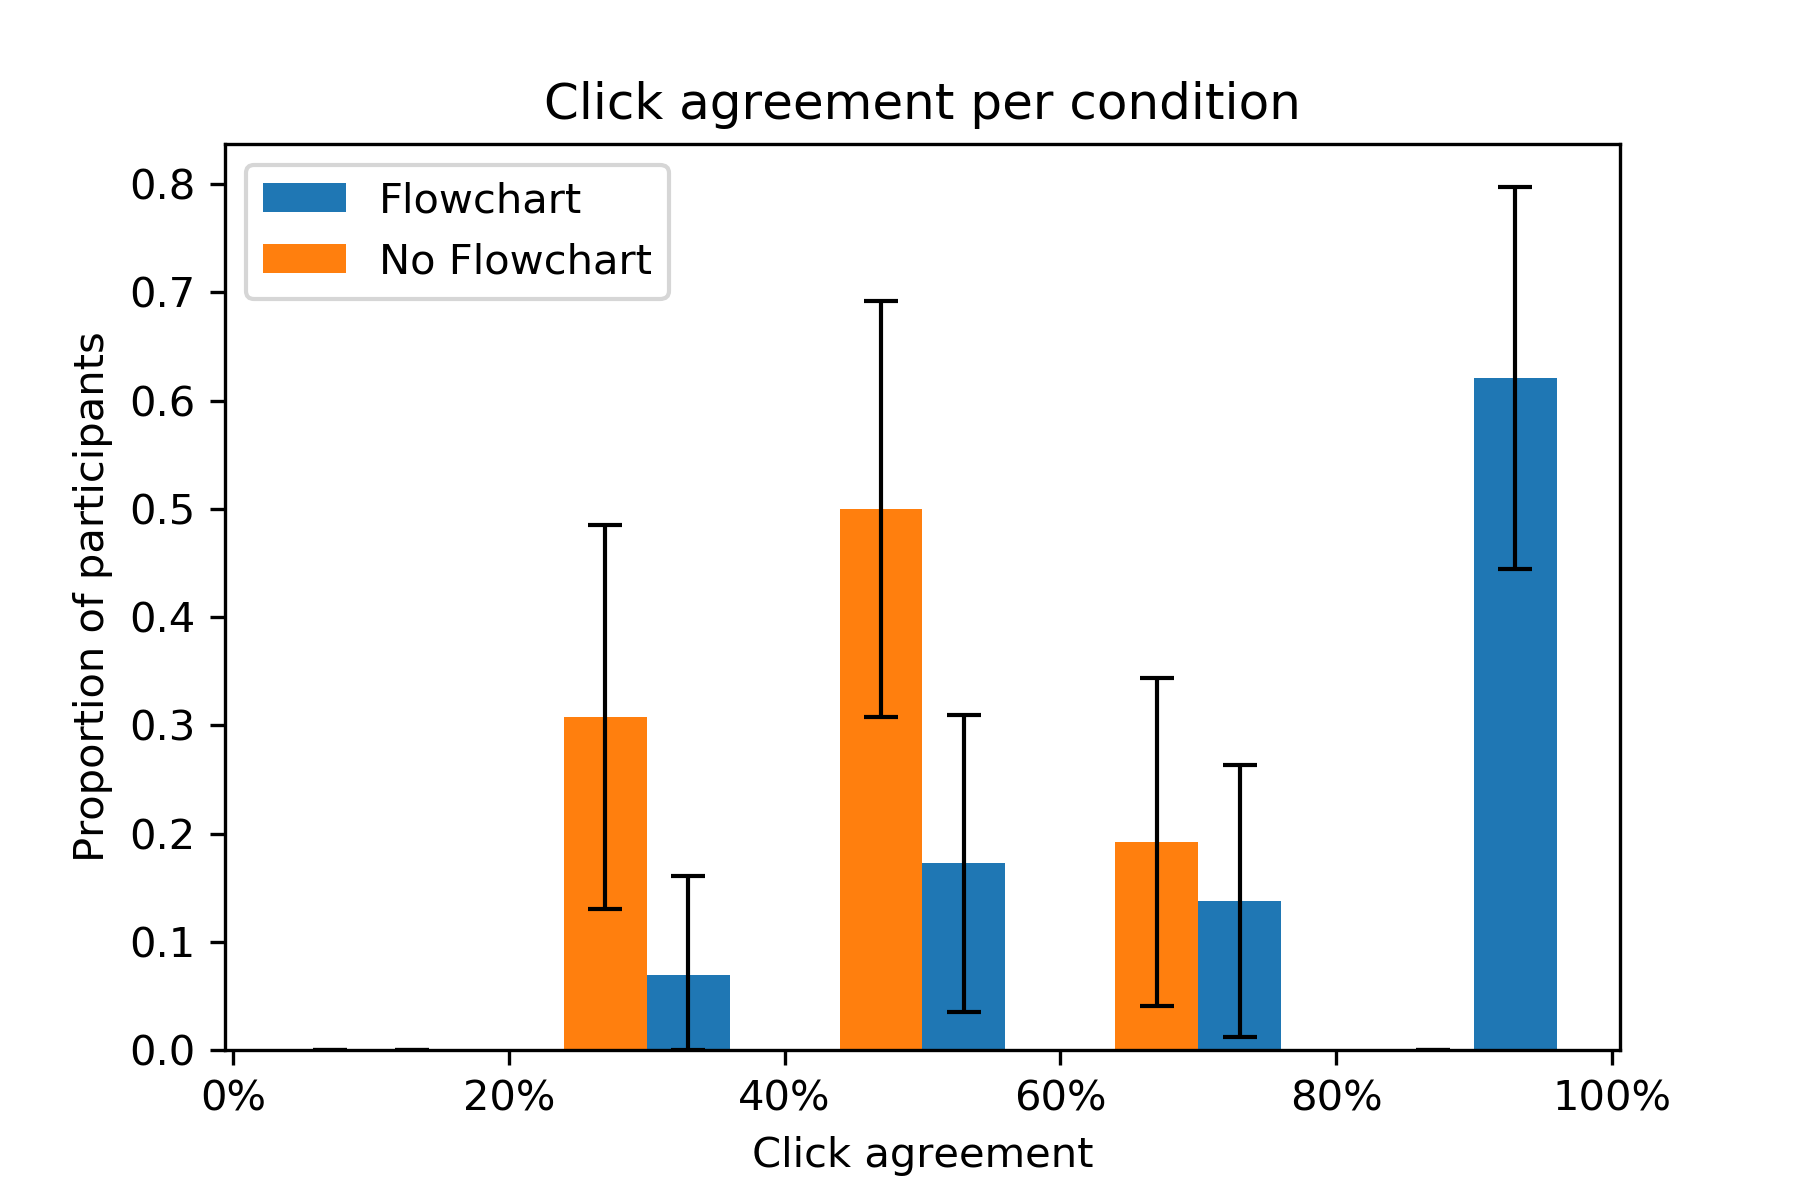 Click agreement per condition
Flowchart
No Flowchart
Proportion of participants
0.8
0.7
0.6
0.5
0.4
0.3
0.2
0.1
0.0
0% 20% 40% 60% 80% 100%
Click agreement